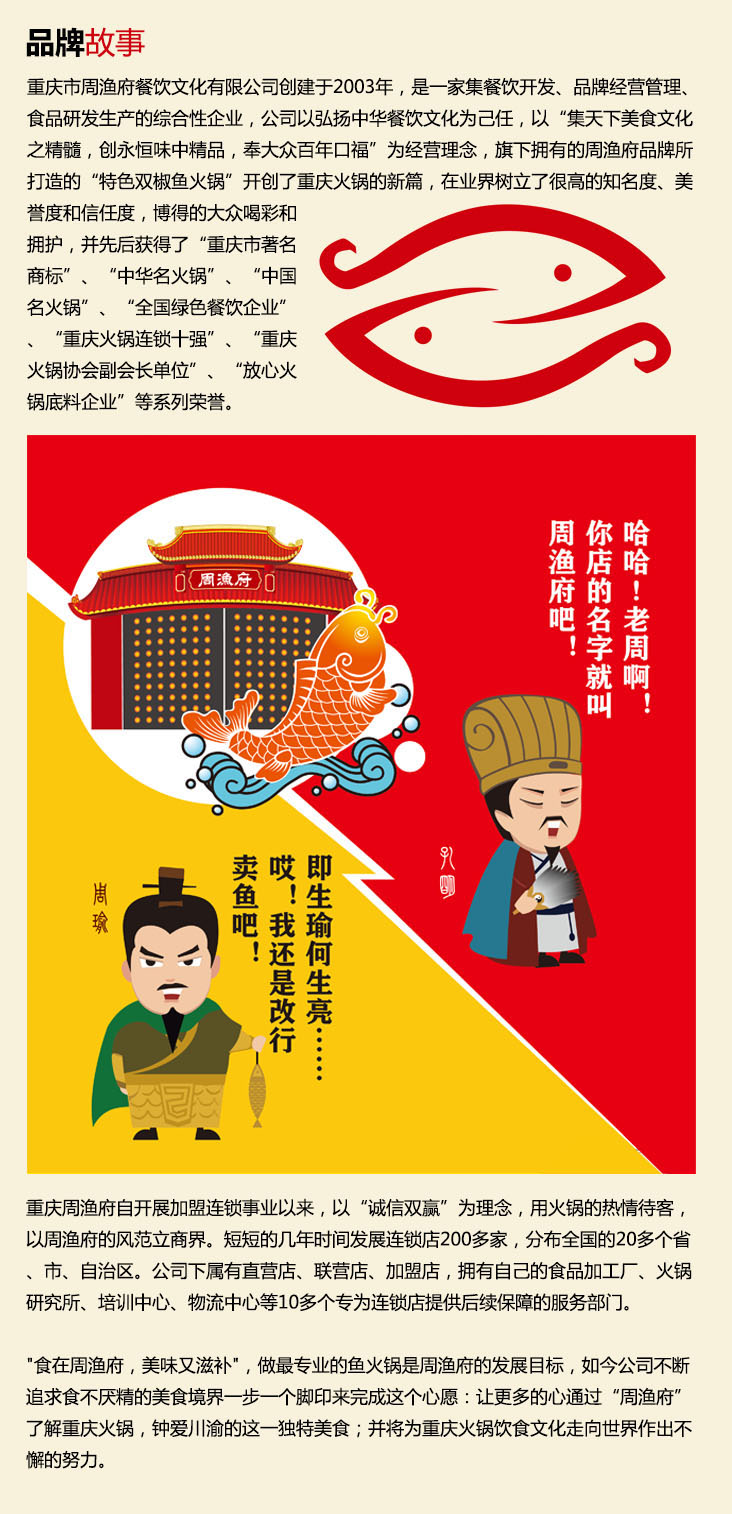 品牌故事
重庆市周渔府餐饮文化有限公司创建于2003年，是一家集餐饮开发、品牌经营管理、
食品研发生产的综合性企业，公司以弘扬中华餐饮文化为己任，以“集天下美食文化
之精髓，创永恒味中精品，奉大众百年口福”为经营理念，旗下拥有的周渔府品牌所
打造的“特色双椒鱼火锅”开创了重庆火锅的新篇，在业界树立了很高的知名度、美
誉度和信任度，博得的大众喝彩和
拥护，并先后获得了“重庆市著名
商标”、“中华名火锅”、“中国
名火锅”、“全国绿色餐饮企业”
、“重庆火锅连锁十强”、“重庆
火锅协会副会长单位”、“放心火
锅底料企业”等系列荣誉。
周渔府
哈哈！老周啊！
你店的名字就叫
周渔府吧！
孔明
即生瑜何生亮……
哎！我还是改行
卖鱼吧！
周瑜
重庆周渔府自开展加盟连锁事业以来，以“诚信双赢”为理念，用火锅的热情待客，
以周渔府的风范立商界。短短的几年时间发展连锁店200多家，分布全国的20多个省
、市、自治区。公司下属有直营店、联营店、加盟店，拥有自己的食品加工厂、火锅
研究所、培训中心、物流中心等10多个专为连锁店提供后续保障的服务部门。
"食在周渔府，美味又滋补"，做最专业的鱼火锅是周渔府的发展目标，如今公司不断
追求食不厌精的美食境界一步一个脚印来完成这个心愿：让更多的心通过“周渔府”
了解重庆火锅，钟爱川渝的这一独特美食；并将为重庆火锅饮食文化走向世界作出不
懈的努力。